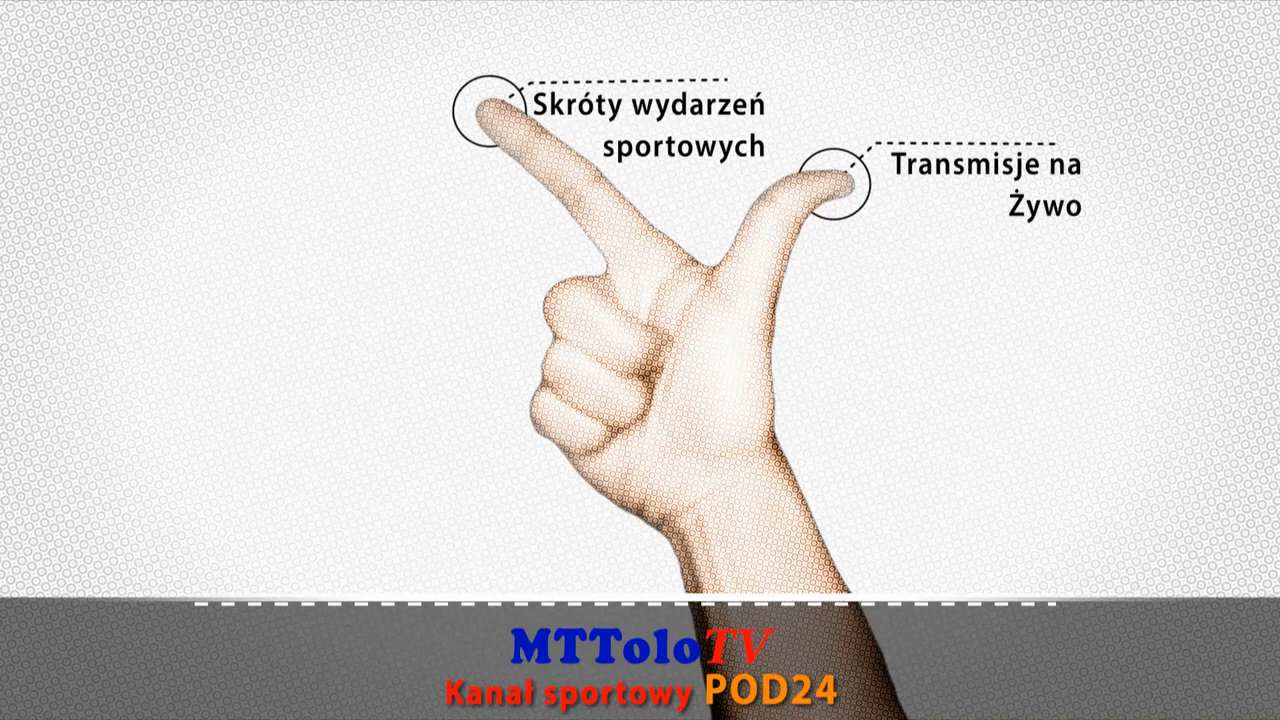 Skróty wydarzeń
sportowych
Transmisje na
Żywo
MTToloTV
Kanał sportowy POD24